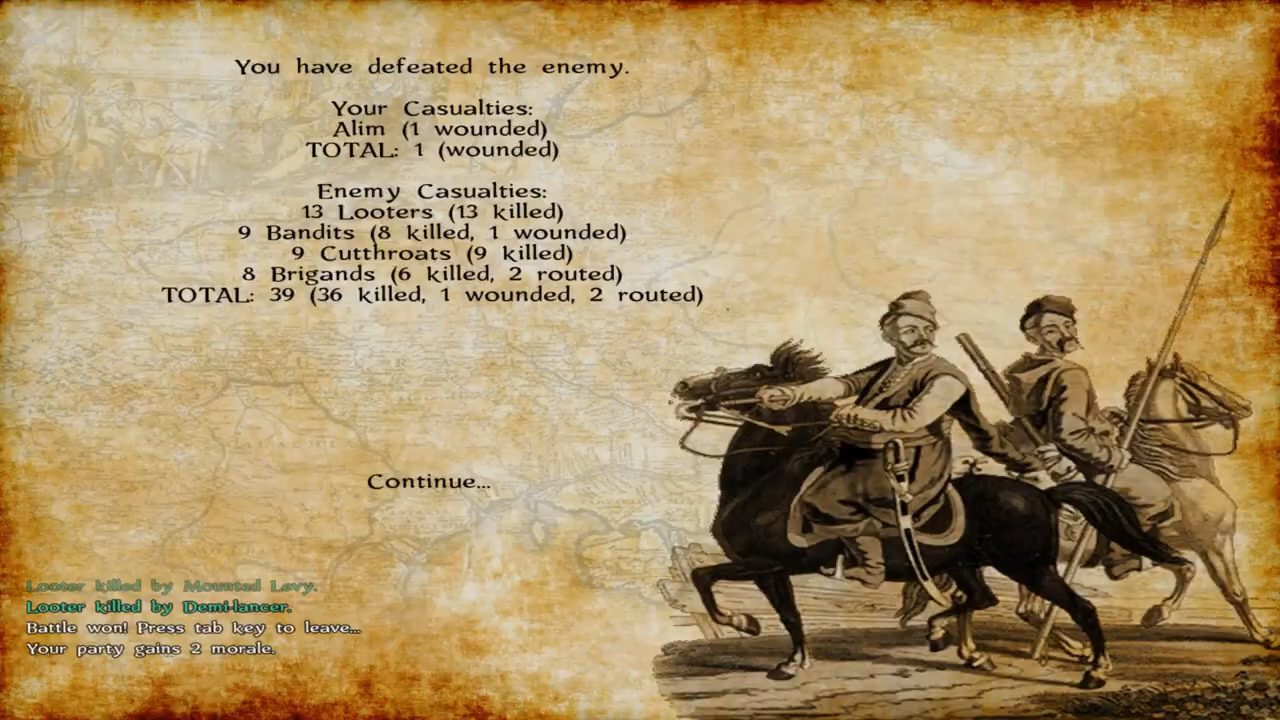 You have defeated the enemy.
Your Casualties:
Alim (1 wounded)
TOTAL: 1 (wounded)
Enemy Casualties:
13 Looters (13 killed)
9 Bandits (8 killed, 1 wounded)
9 Cutthroats (9 killed)
8 Brigands (6 killed, 2 routed)
TOTAL: 39 (36 killed, 1 wounded, 2 routed)
Continue...
Looter killed by Mounted Levy.
Looter killed by Demi-lancer.
Battle won! Press tab key to leave...
Your party gains 2 morale.